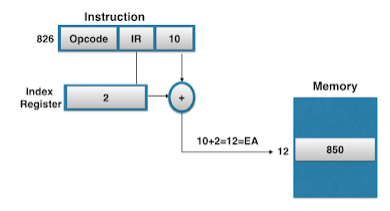 Instruction
826 Opcode IR 10
Index
Register
2
+
Memory
10+2=12=EA
12
850